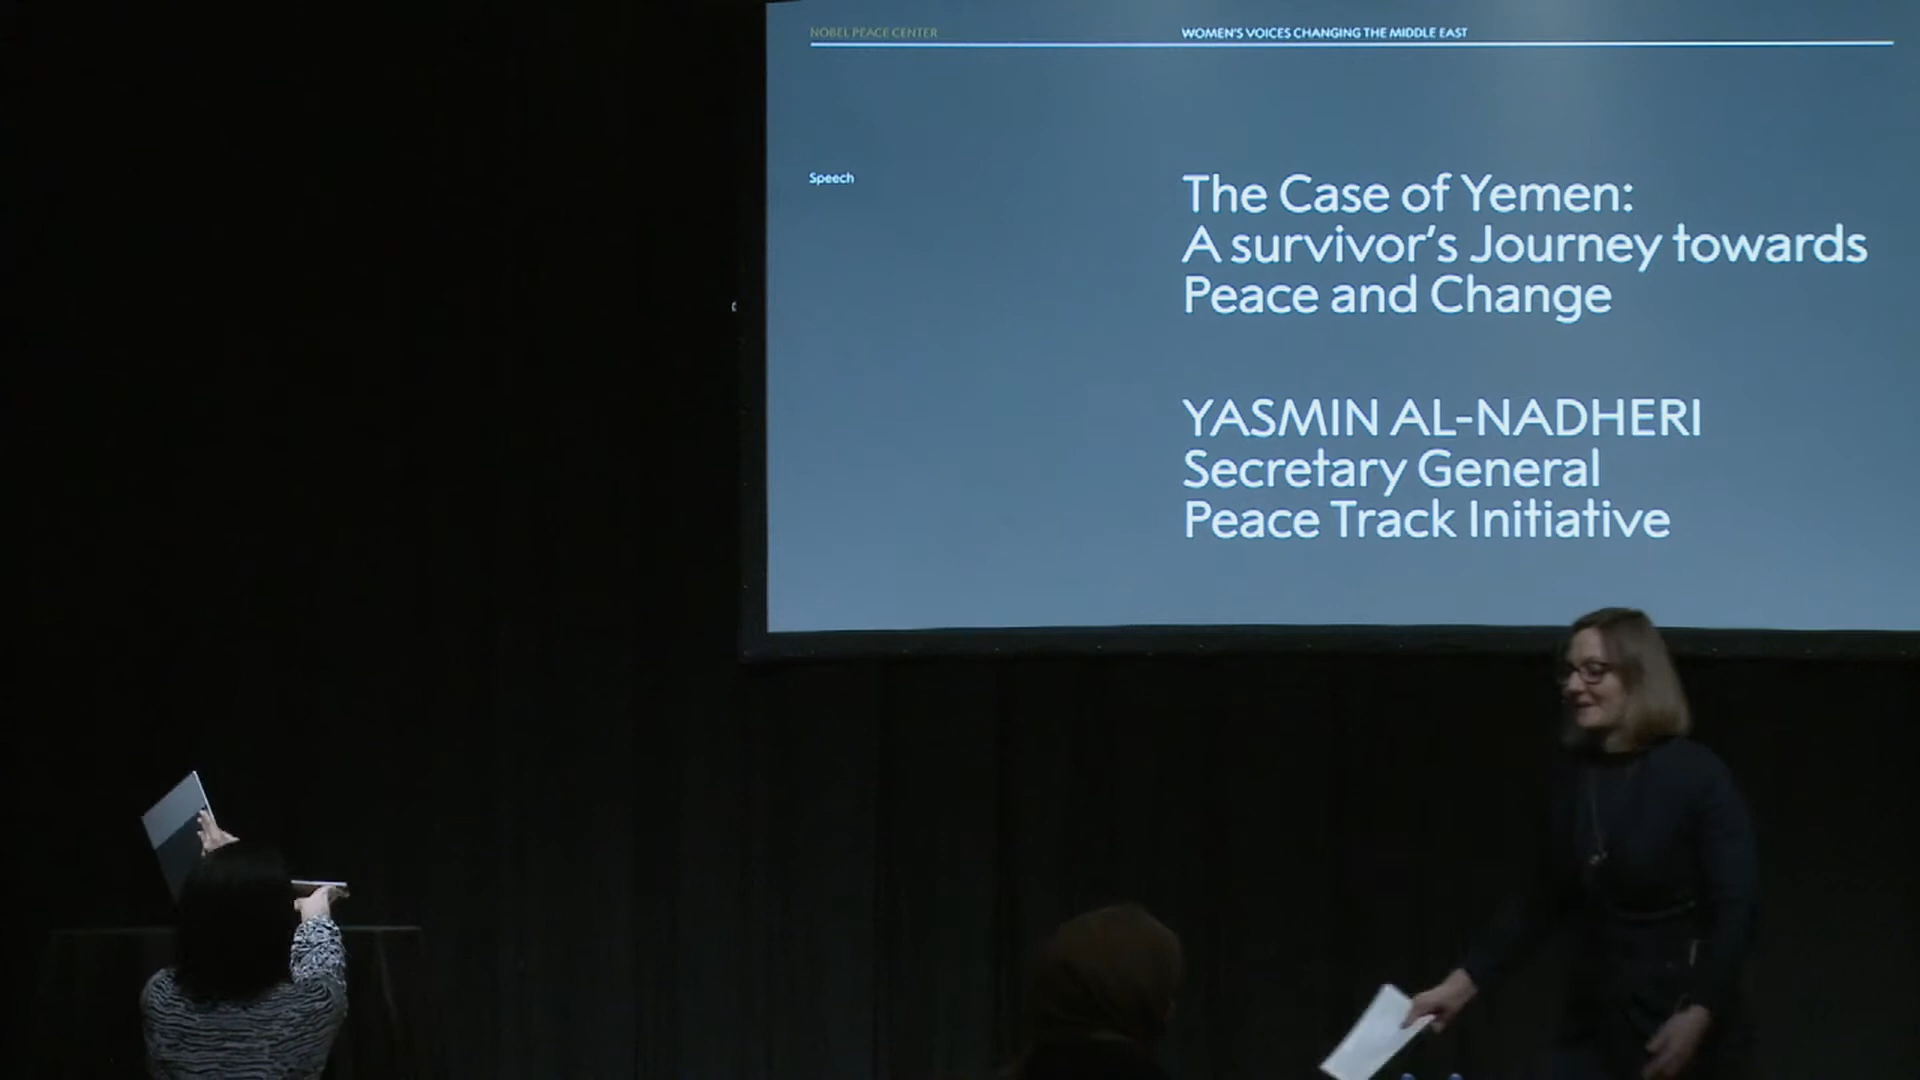 NOBEL PEACE CENTER
WOMEN'S VOICES CHANGING THE MIDDLE EAST
Speech
The Case of Yemen:
A survivor's Journey towards
Peace and Change
YASMIN AL-NADHERI
Secretary General
Peace Track Initiative